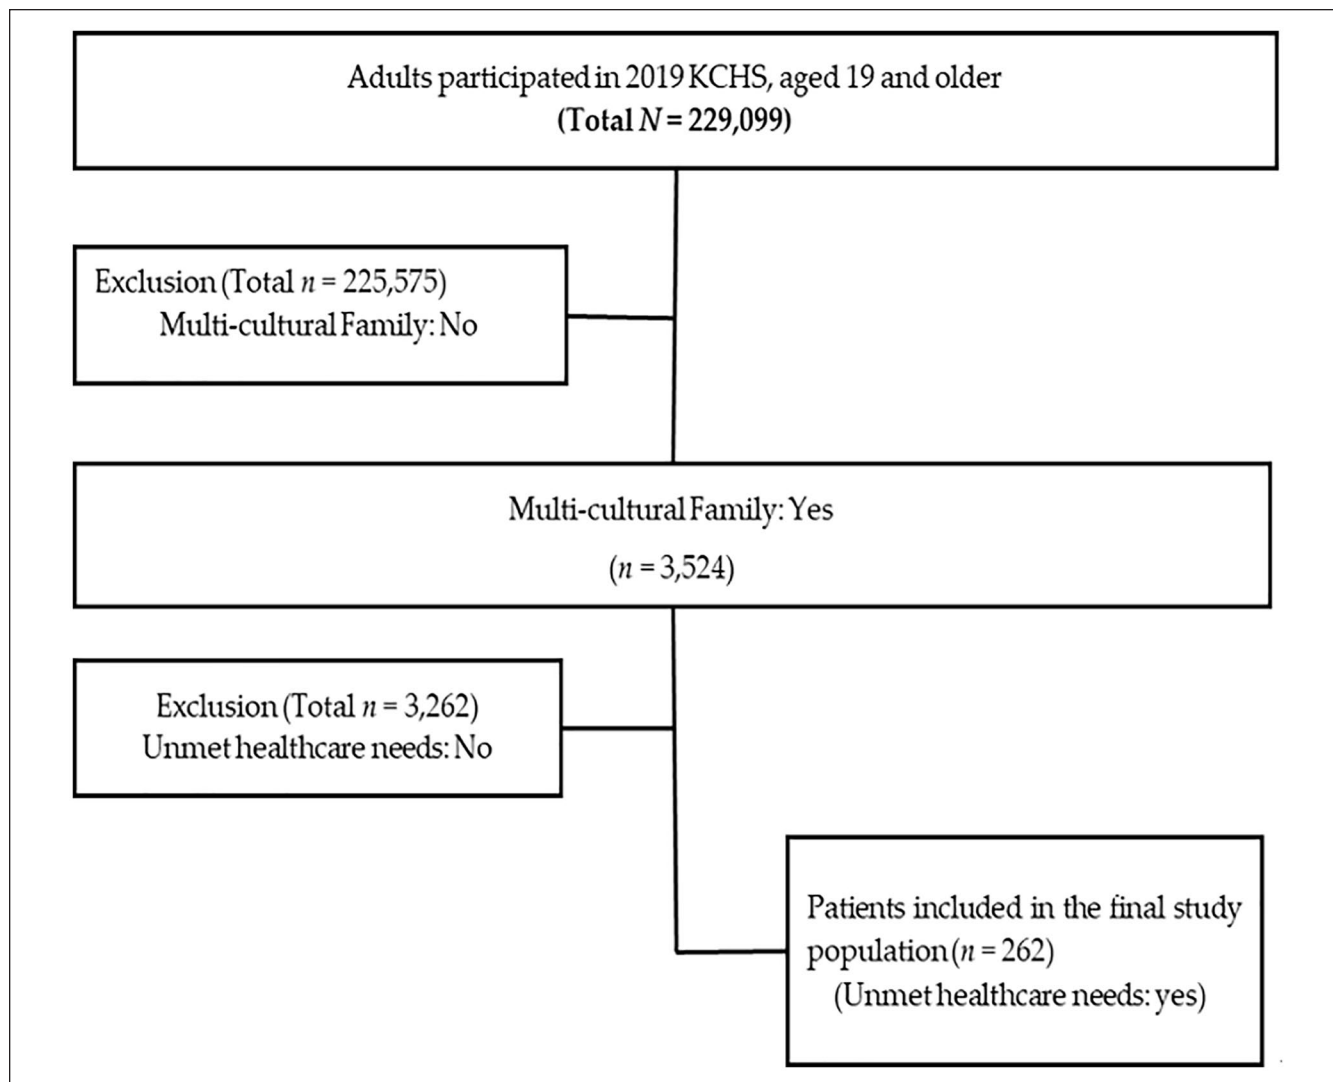 Adults participated in 2019 KCHS, aged 19 and older
(Total N = 229,099)
Exclusion (Total n = 225,575)
Multi-cultural Family: No
Multi-cultural Family: Yes
(n = 3,524)
Exclusion (Total n = 3,262)
Unmet healthcare needs: No
Patients included in the final study
population (n = 262)
(Unmet healthcare needs: yes)